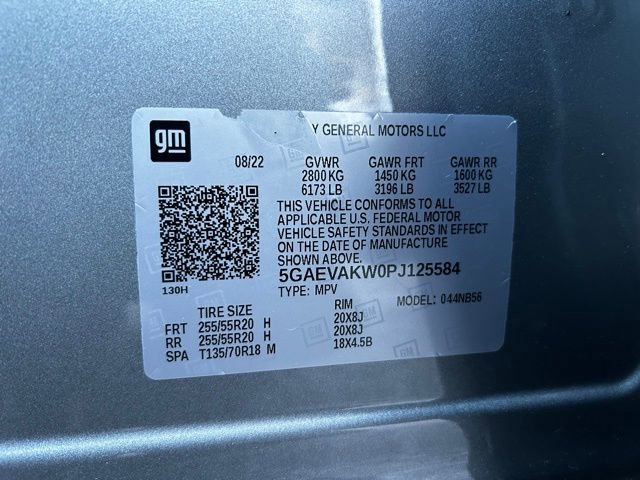 gm
Y GENERAL MOTORS LLC
08/22 GVWR GAWR FRT GAWR RR
2800 KG 1450 KG 1600 KG
6173 LB 3196 LB 3527 LB
THIS VEHICLE CONFORMS TO ALL
APPLICABLE U.S. FEDERAL MOTOR
VEHICLE SAFETY STANDARDS IN EFFECT
ON THE DATE OF MANUFACTURE
SHOWN ABOVE.
5GAEVAKW0PJ125584
130H
TYPE: MPV MODEL: 044NB56
TIRE SIZE RIM
FRT 255/55R20 H 20X8J
RR 255/55R20 H 20X8J
SPA T135/70R18 M 18X4.5B